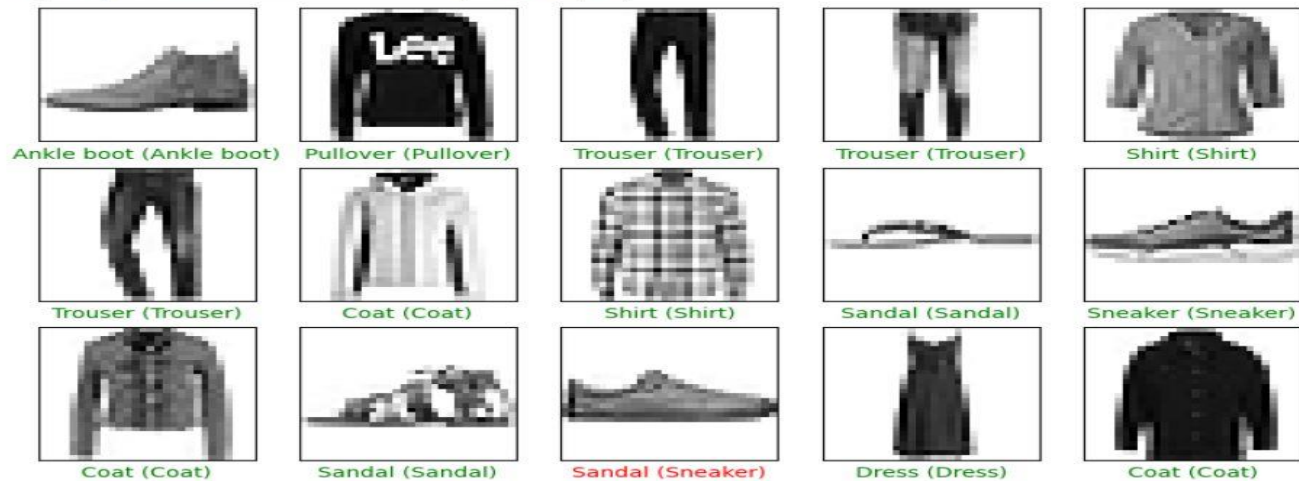 Lee
Ankle boot (Ankle boot) Pullover (Pullover) Trouser (Trouser) Trouser (Trouser) Shirt (Shirt)
Trouser (Trouser) Coat (Coat) Shirt (Shirt) Sandal (Sandal) Sneaker (Sneaker)
Coat (Coat) Sandal (Sandal) Sandal (Sneaker) Dress (Dress) Coat (Coat)